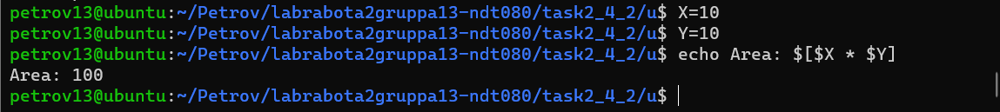 petrov13@ubuntu:~/Petrov/labrabota2gruppa13-ndt080/task2_4_2/u$ X=10
petrov13@ubuntu:~/Petrov/labrabota2gruppa13-ndt080/task2_4_2/u$ Y=10
petrov13@ubuntu:~/Petrov/labrabota2gruppa13-ndt080/task2_4_2/u$ echo Area: $[$X * $Y]
Area: 100
petrov13@ubuntu:~/Petrov/labrabota2gruppa13-ndt080/task2_4_2/u$